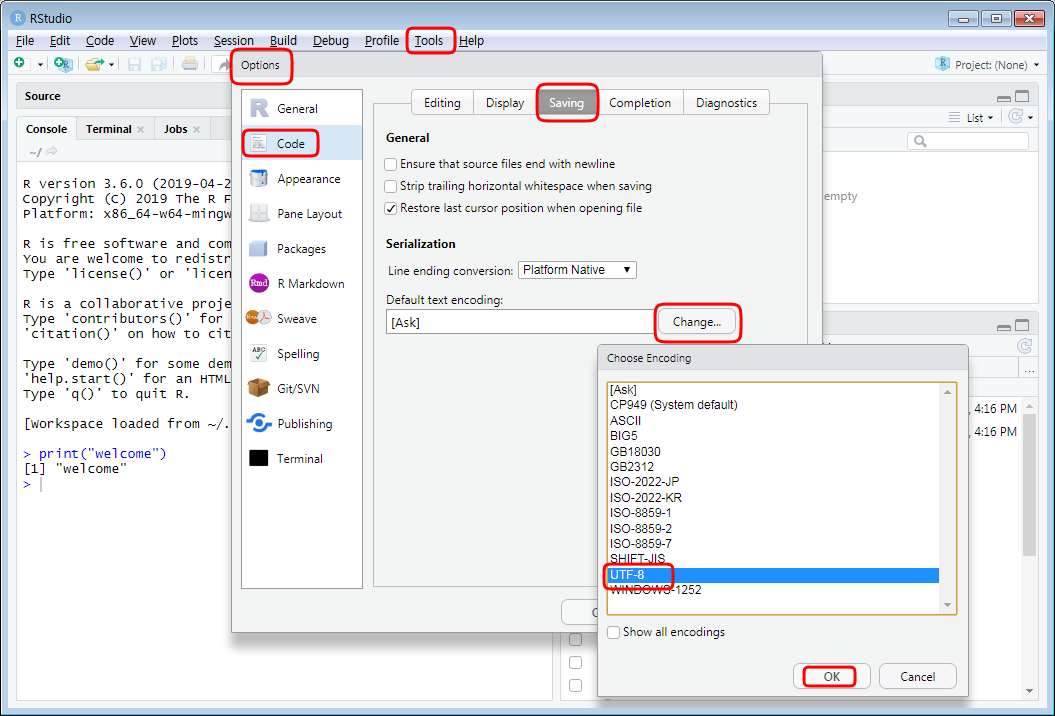 RStudio
File Edit Code View Plots Session Build Debug Profile Tools Help
Project: (None)
Source
Console Terminal Jobs
~/
R version 3.6.0 (2019-04-2
Copyright (C) 2019 The R F
Platform: x86_64-w64-mingw
R is free software and com
You are welcome to redistr
Type 'license()' or 'licen
R is a collaborative proje
Type 'contributors()' for
'citation()' on how to cit
Type 'demo()' for some dem
'help.start()' for an HTML
Type 'q()' to quit R.
[Workspace loaded from ~/.
> print("welcome")
[1] "welcome"
>
Options
General
Code
Appearance
Pane Layout
Packages
R Markdown
Sweave
Spelling
Git/SVN
Publishing
Terminal
Editing Display Saving Completion Diagnostics
General
Ensure that source files end with newline
Strip trailing horizontal whitespace when saving
Restore last cursor position when opening file
Serialization
Line ending conversion: Platform Native
Default text encoding:
[Ask] Change...
Choose Encoding
[Ask]
CP949 (System default)
ASCII
BIG5
GB18030
GB2312
ISO-2022-JP
ISO-2022-KR
ISO-8859-1
ISO-8859-2
ISO-8859-7
SHIFT-JIS
UTF-8
WINDOWS-1252
Show all encodings
OK Cancel
List
empty
...
, 4:16 PM
, 4:16 PM